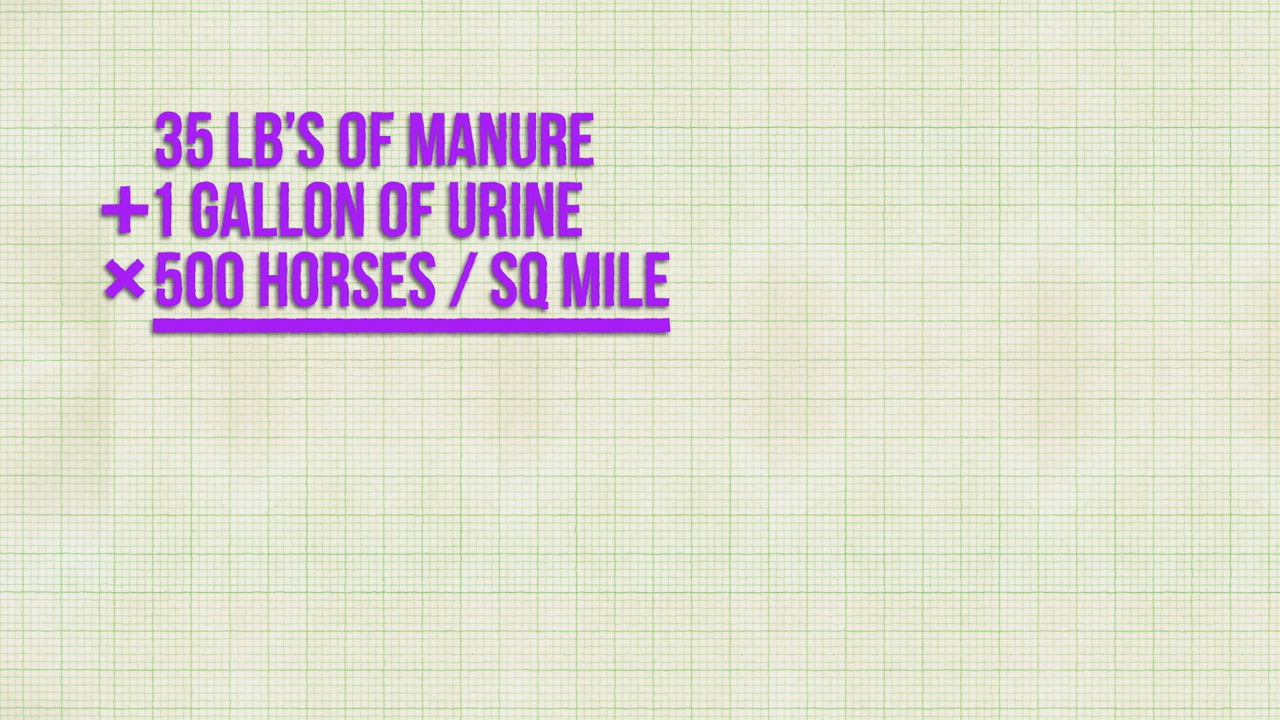 35 LB'S OF MANURE
+1 GALLON OF URINE
×500 HORSES / SQ MILE